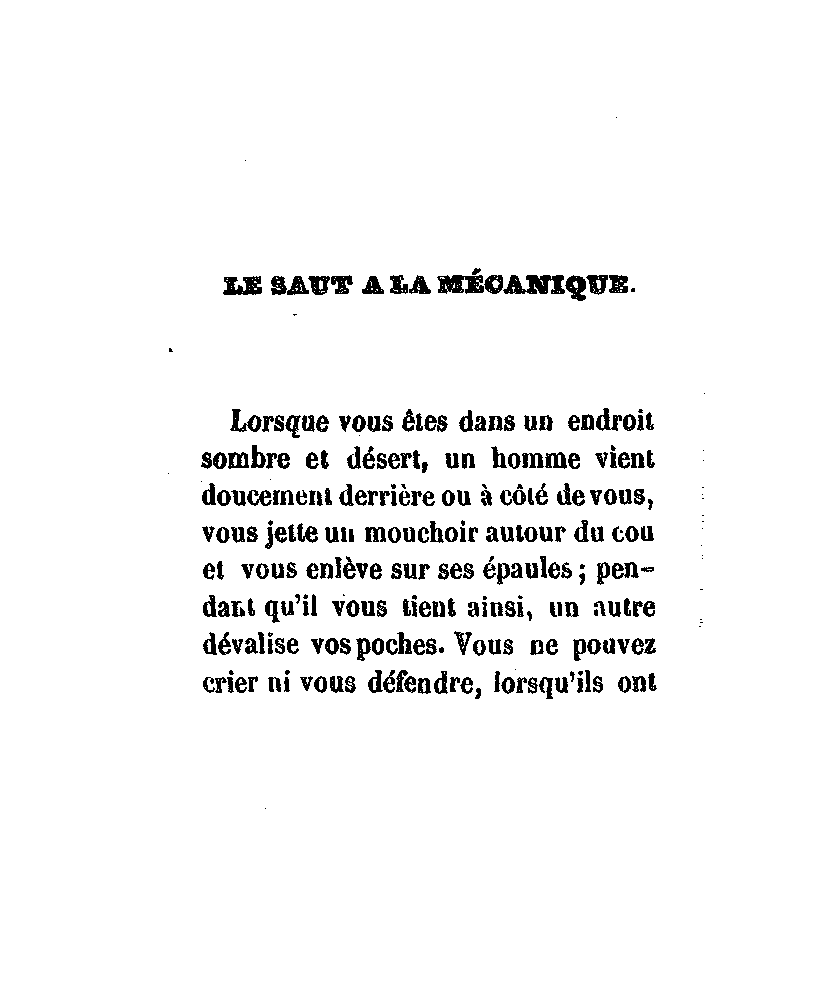 LE SAUT A LA MÉCANIQUE.
Lorsque vous êtes dans un endroit
sombre et désert, un homme vient
doucement derrière ou à côté de vous,
vous jette un mouchoir autour du cou
et vous enlève sur ses épaules ; pen-
dant qu'il vous tient ainsi, un autre
dévalise vos poches. Vous ne pouvez
crier ni vous défendre, lorsqu'ils ont